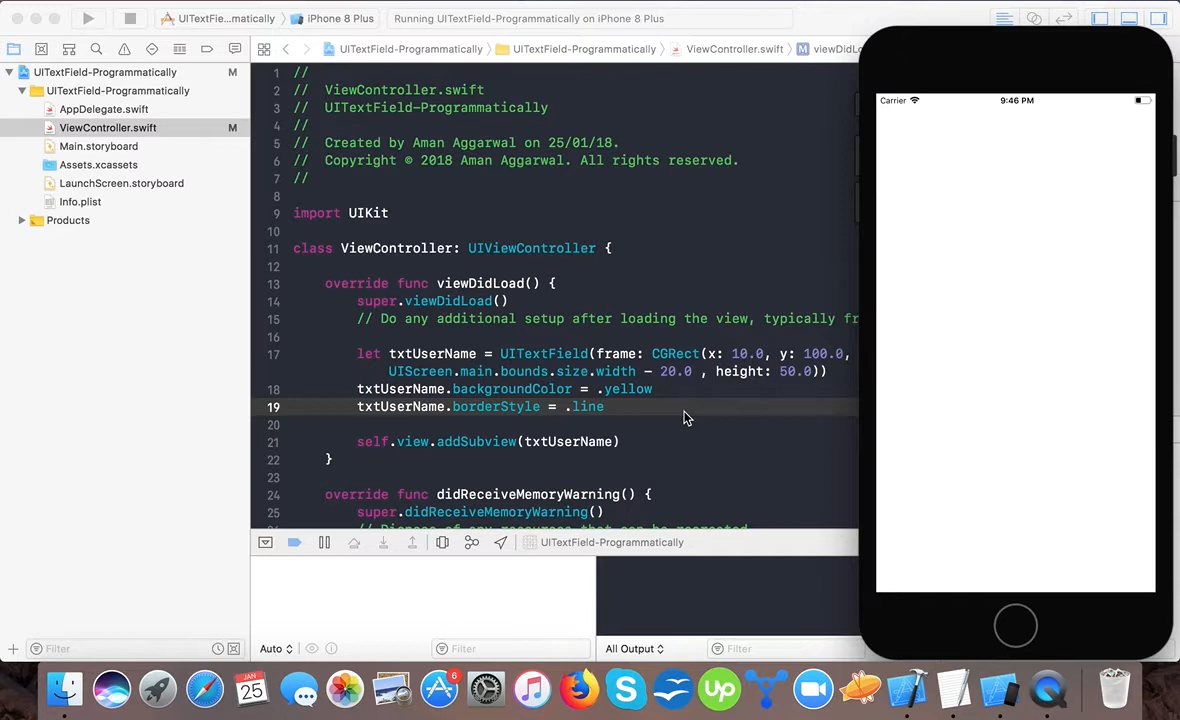 UITextFie...matically
iPhone 8 Plus
Running UITextField-Programmatically on iPhone 8 Plus
UITextField-Programmatically
UITextField-Programmatically
ViewController.swift
viewDidLo
UITextField-Programmatically M
UITextField-Programmatically
AppDelegate.swift
ViewController.swift M
Main.storyboard
Assets.xcassets
LaunchScreen.storyboard
Info.plist
Products
1 //
2 // ViewController.swift
3 // UITextField-Programmatically
4 //
5 // Created by Aman Aggarwal on 25/01/18.
6 // Copyright © 2018 Aman Aggarwal. All rights reserved.
7 //
8
9 import UIKit
10
11 class ViewController: UIViewController {
12
13 override func viewDidLoad() {
14 super.viewDidLoad()
15 // Do any additional setup after loading the view, typically fr
16
17 let txtUserName = UITextField(frame: CGRect(x: 10.0, y: 100.0,
UIScreen.main.bounds.size.width - 20.0 , height: 50.0))
18 txtUserName.backgroundColor = .yellow
19 txtUserName.borderStyle = .line
20
21 self.view.addSubview(txtUserName)
22 }
23
24 override func didReceiveMemoryWarning() {
25 super.didReceiveMemoryWarning()
UITextField-Programmatically
Filter
Auto
Filter
All Output
Filter
Carrier
9:46 PM
JAN
25
6
Up